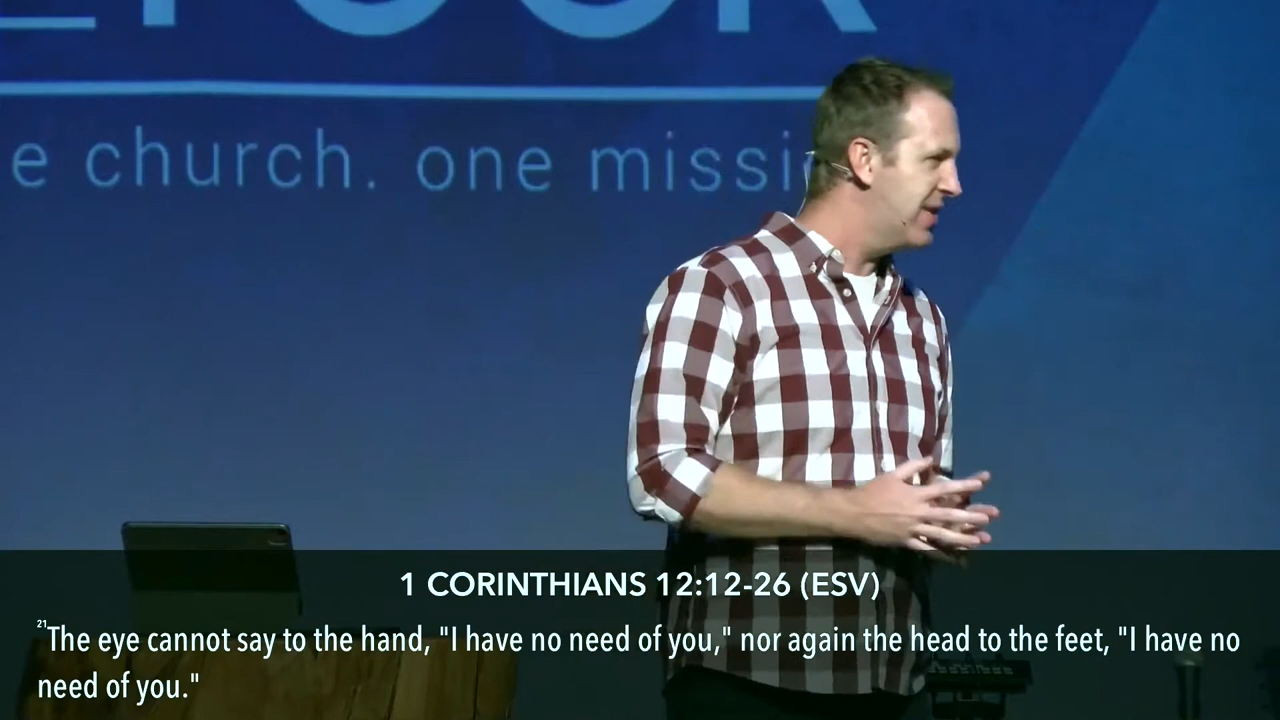 e church. one missi
1 CORINTHIANS 12:12-26 (ESV)
21The eye cannot say to the hand, "I have no need of you," nor again the head to the feet, "I have no
need of you."